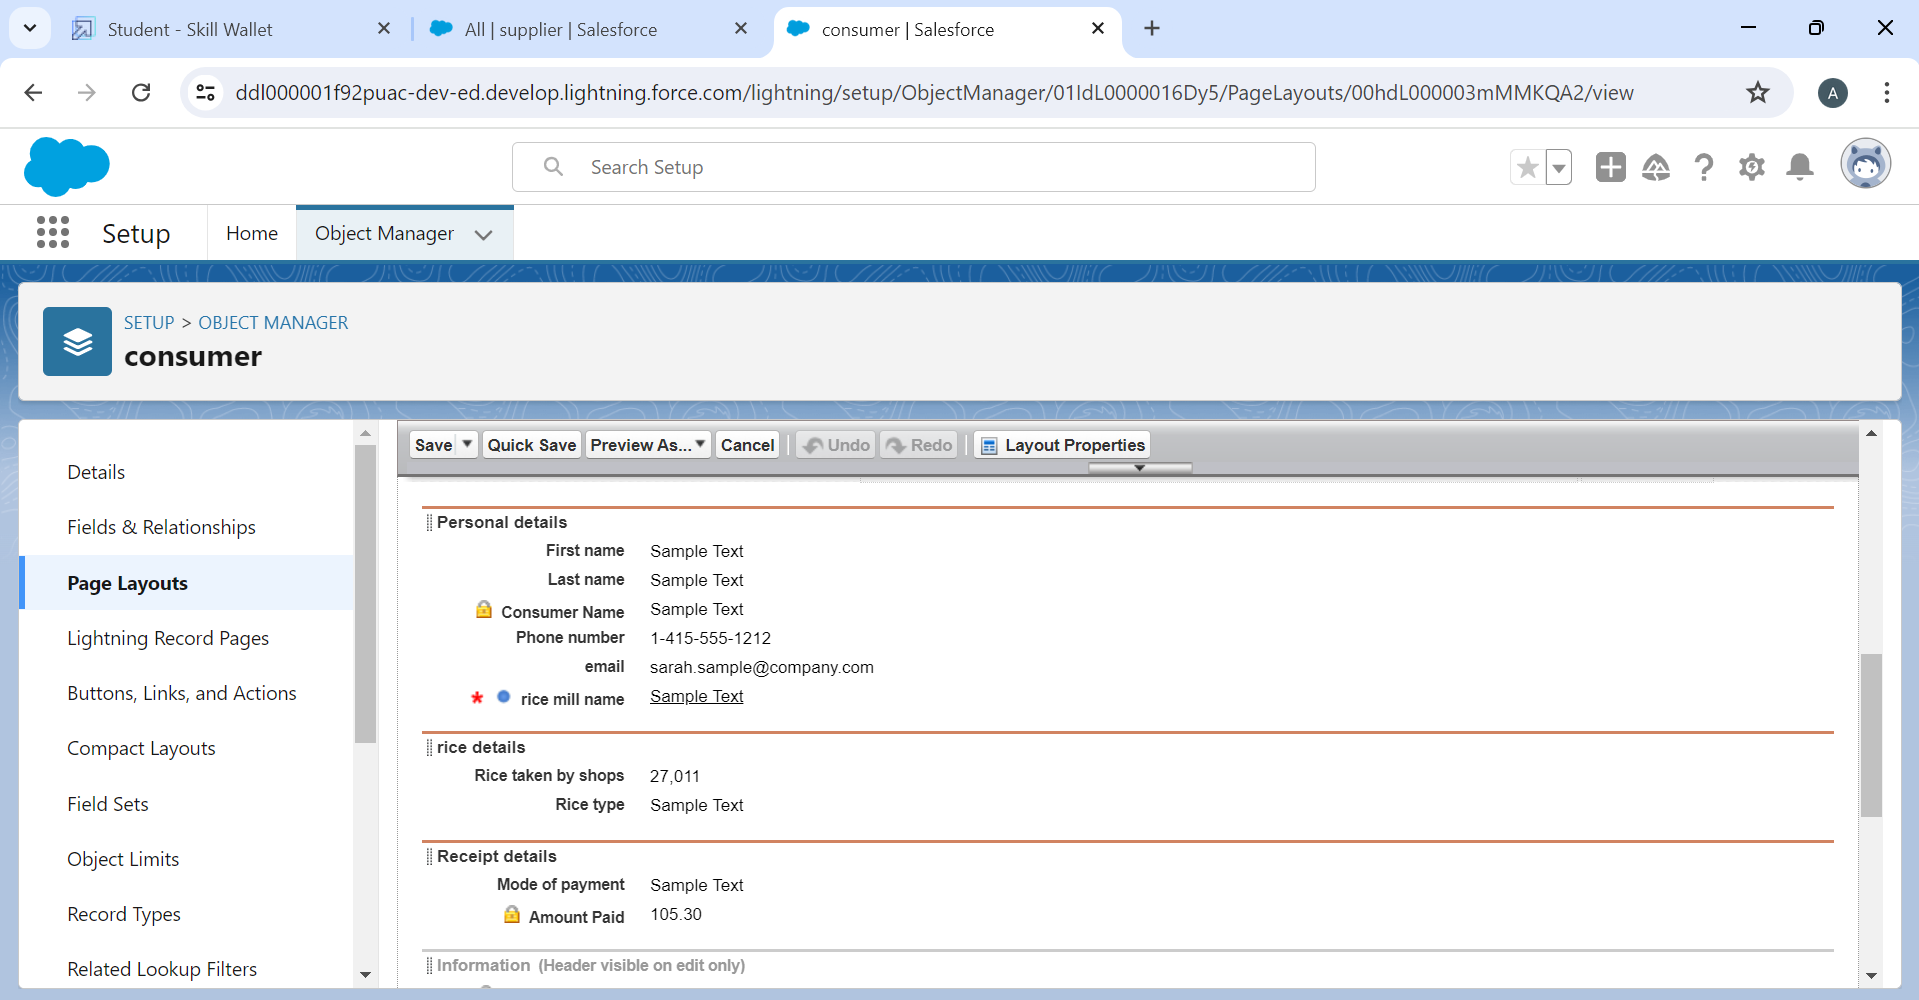 Student - Skill Wallet
All | supplier | Salesforce
consumer | Salesforce
ddl000001f92puac-dev-ed.develop.lightning.force.com/lightning/setup/ObjectManager/01IdL0000016Dy5/PageLayouts/00hdL000003mMMKQA2/view
A
Search Setup
Setup
Home
Object Manager
SETUP > OBJECT MANAGER
consumer
Details
Fields & Relationships
Page Layouts
Lightning Record Pages
Buttons, Links, and Actions
Compact Layouts
Field Sets
Object Limits
Record Types
Related Lookup Filters
Save
Quick Save
Preview As...
Cancel
Undo
Redo
Layout Properties
Personal details
First name Sample Text
Last name Sample Text
Consumer Name Sample Text
Phone number 1-415-555-1212
email sarah.sample@company.com
* rice mill name Sample Text
rice details
Rice taken by shops 27,011
Rice type Sample Text
Receipt details
Mode of payment Sample Text
Amount Paid 105.30
Information (Header visible on edit only)